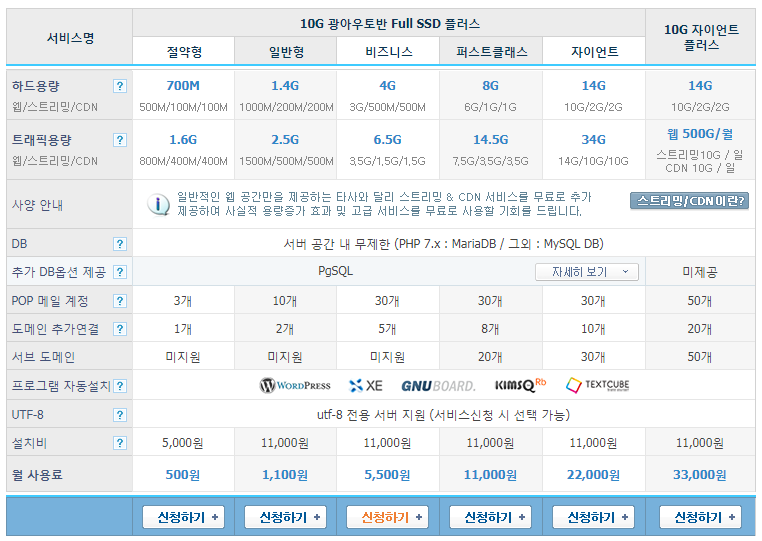 서비스명
10G 광아우토반 Full SSD 플러스
10G 자이언트
플러스
절약형 일반형 비즈니스 퍼스트클래스 자이언트
하드용량 ? 700M 1.4G 4G 8G 14G 14G
웹/스트리밍/CDN 500M/100M/100M 1000M/200M/200M 3G/500M/500M 6G/1G/1G 10G/2G/2G 10G/2G/2G
트래픽용량 ? 1.6G 2.5G 6.5G 14.5G 34G 웹 500G/월
웹/스트리밍/CDN 800M/400M/400M 1500M/500M/500M 3,5G/1,5G/1,5G 7,5G/3,5G/3,5G 14G/10G/10G 스트리밍10G / 일
CDN 10G / 일
사양 안내
일반적인 웹 공간만을 제공하는 타사와 달리 스트리밍 & CDN 서비스를 무료로 추가
제공하여 사실적 용량증가 효과 및 고급 서비스를 무료로 사용할 기회를 드립니다.
스트리밍/CDN이란?
DB ? 서버 공간 내 무제한 (PHP 7.x : MariaDB / 그외 : MySQL DB)
추가 DB옵션 제공 ? PgSQL 자세히 보기 미제공
POP 메일 계정 ? 3개 10개 30개 30개 30개 50개
도메인 추가연결 ? 1개 2개 5개 8개 10개 20개
서브 도메인 미지원 미지원 미지원 20개 30개 50개
프로그램 자동설치 ? WORDPRESS XE GNUBOARD. KIMSQ Rb TEXTCUBE
UTF-8 ? utf-8 전용 서버 지원 (서비스신청 시 선택 가능)
설치비 ? 5,000원 11,000원 11,000원 11,000원 11,000원 11,000원
월 사용료 500원 1,100원 5,500원 11,000원 22,000원 33,000원
신청하기 + 신청하기 + 신청하기 + 신청하기 + 신청하기 + 신청하기 +